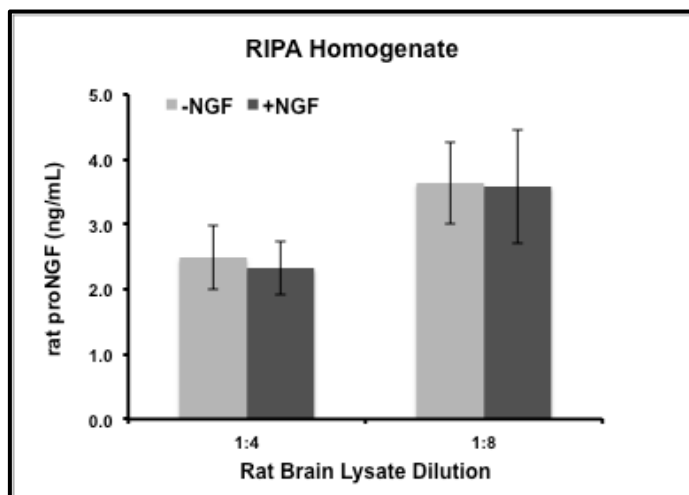 RIPA Homogenate
5.0
-NGF +NGF
4.0
3.0
2.0
1.0
0.0
rat proNGF (ng/mL)
1:4 1:8
Rat Brain Lysate Dilution